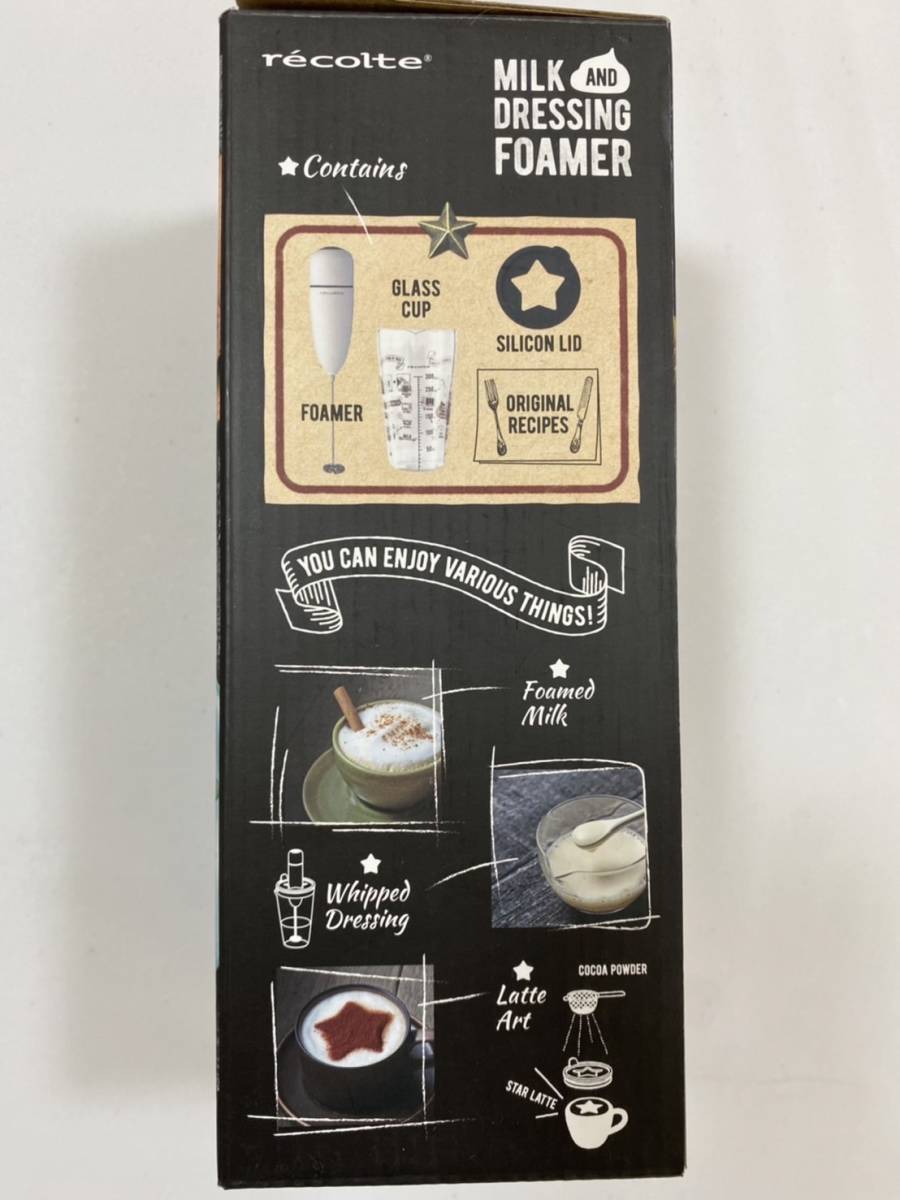 récolte®
MILK AND
DRESSING
FOAMER
Contains
GLASS
CUP
SILICON LID
FOAMER
ORIGINAL
RECIPES
YOU CAN ENJOY VARIOUS THINGS!
Foamed
Milk
Whipped
Dressing
Latte
Art
COCOA POWDER
STAR LATTE